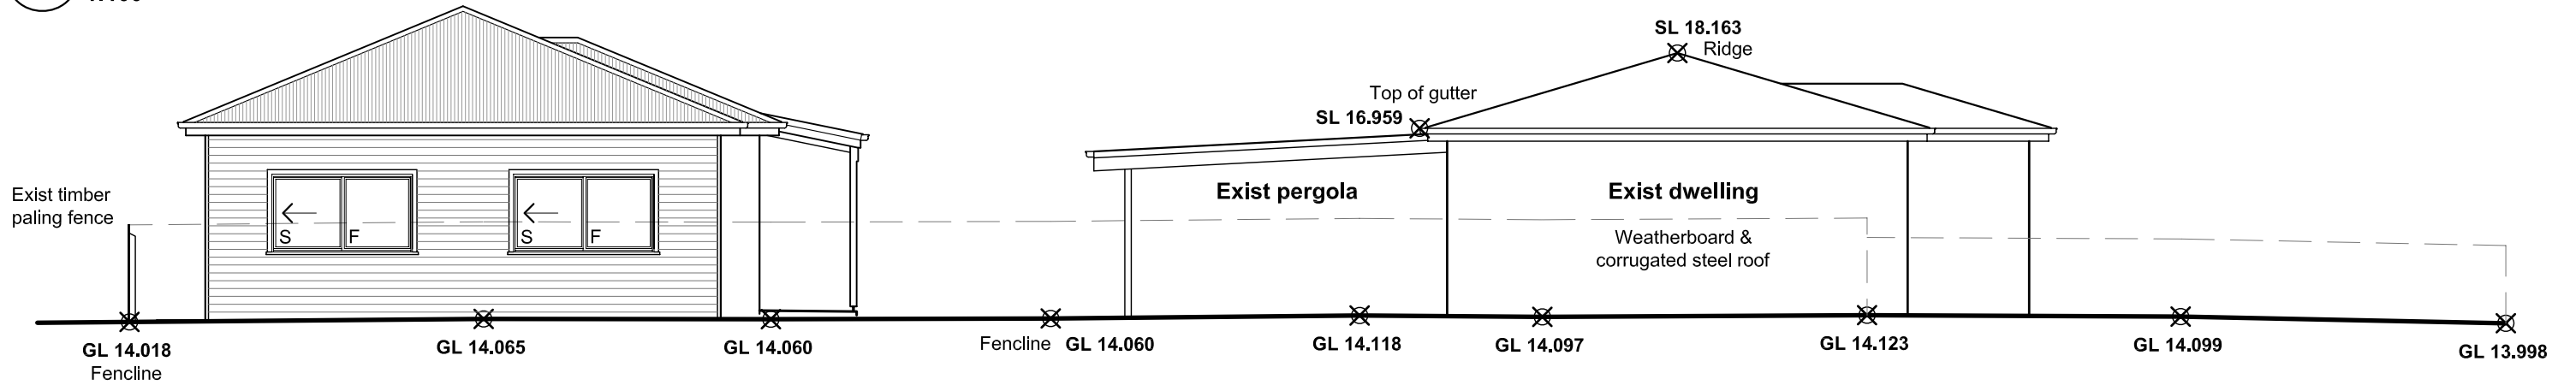 SL 18.163
Ridge
Top of gutter
SL 16.959
Exist timber
paling fence
Exist pergola
Exist dwelling
S F
S F
Weatherboard &
corrugated steel roof
GL 14.018
Fencline
GL 14.065
GL 14.060
Fencline GL 14.060
GL 14.118
GL 14.097
GL 14.123
GL 14.099
GL 13.998